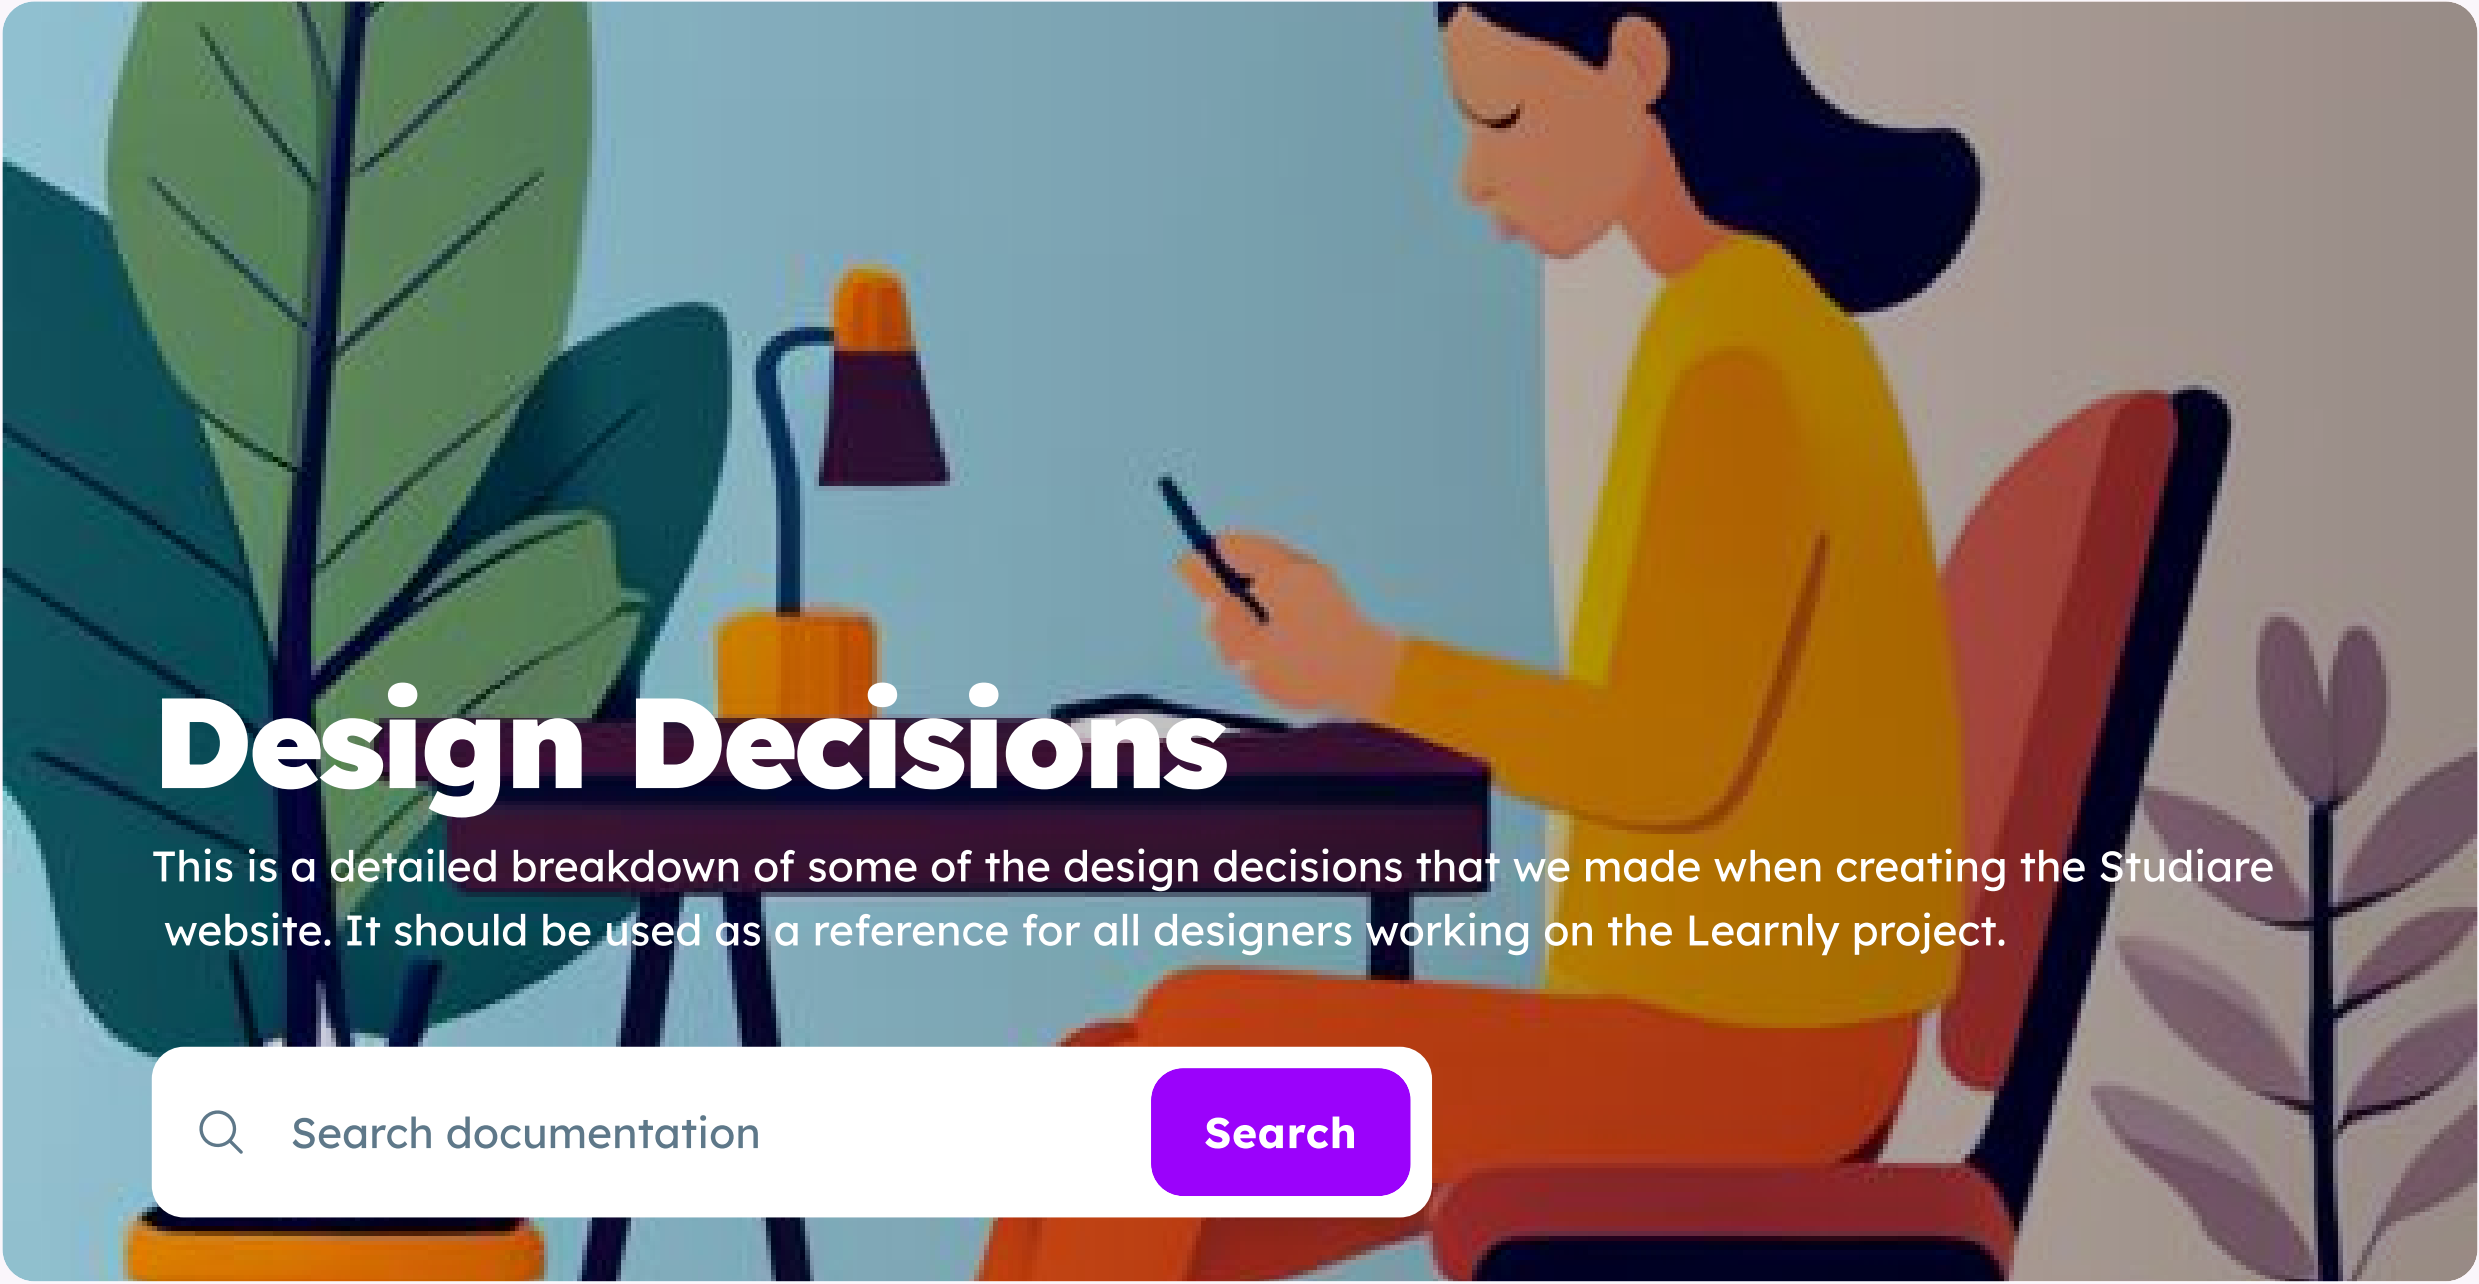 Design Decisions
This is a detailed breakdown of some of the design decisions that we made when creating the Studiare
website. It should be used as a reference for all designers working on the Learnly project.
Search documentation
Search